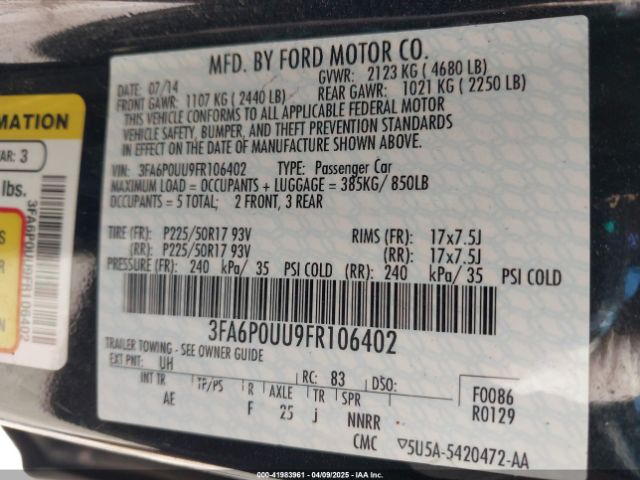 MFD. BY FORD MOTOR CO.
DATE: 07/14 GVWR: 2123 KG ( 4680 LB)
FRONT GAWR: 1107 KG ( 2440 LB) REAR GAWR: 1021 KG ( 2250 LB)
THIS VEHICLE CONFORMS TO ALL APPLICABLE FEDERAL MOTOR
VEHICLE SAFETY, BUMPER, AND THEFT PREVENTION STANDARDS
IN EFFECT ON THE DATE OF MANUFACTURE SHOWN ABOVE.
VIN: 3FA6P0UU9FR106402 TYPE: Passenger Car
MAXIMUM LOAD = OCCUPANTS + LUGGAGE = 385KG/ 850LB
OCCUPANTS = 5 TOTAL; 2 FRONT, 3 REAR
TIRE (FR): P225/50R17 93V RIMS (FR): 17x7.5J
(RR): P225/50R17 93V (RR): 17x7.5J
PRESSURE (FR): 240 kPa/ 35 PSI COLD (RR): 240 kPa/ 35 PSI COLD
3FA6P0UU9FR106402
TRAILER TOWING - SEE OWNER GUIDE
EXT PNT: UH RC: 83 DSO:
INT TR TP/PS R AXLE TR SPR F0086
AE F 25 j NNRR R0129
CMC ▽5U5A-5420472-AA
MATION
AR: 3
lbs.
3FA6P0UU9FR106402
000-41983961 - 04/09/2025 - IAAI.COM